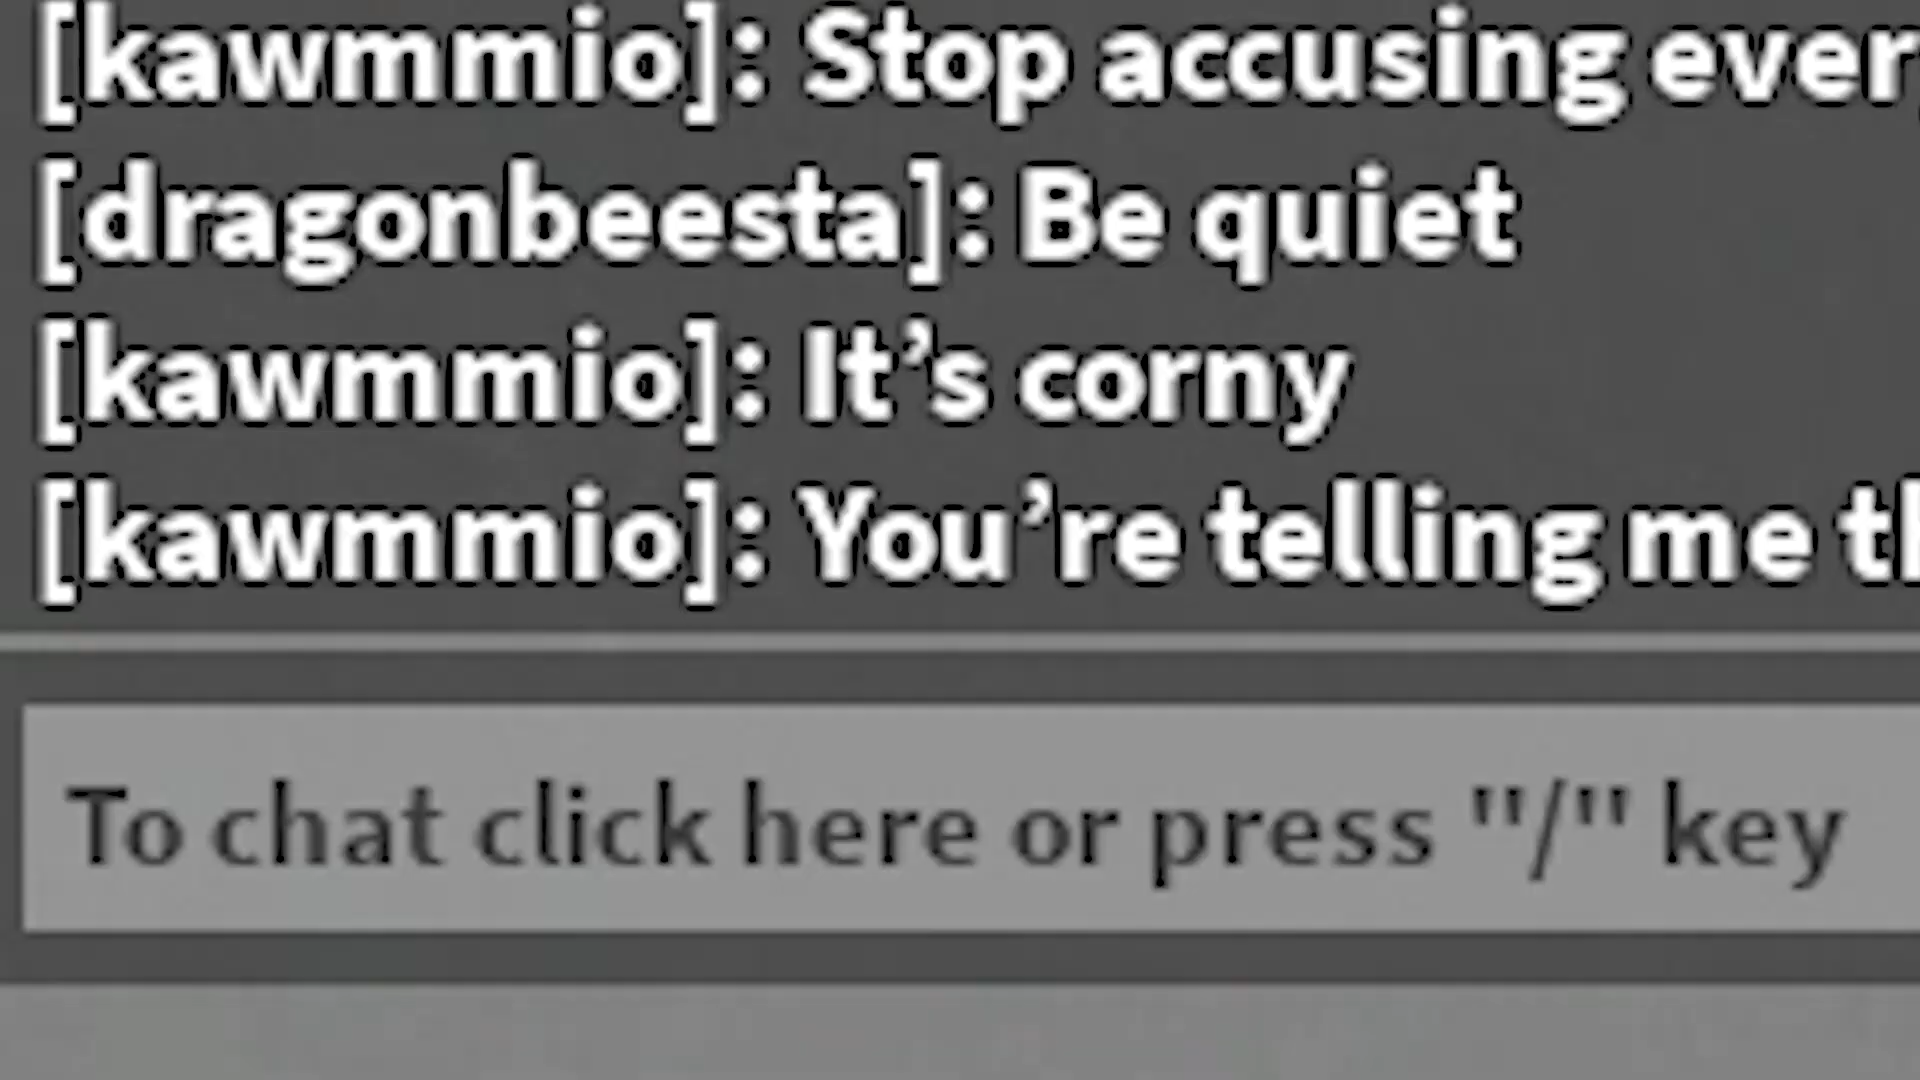 [kawmmio]: Stop accusing ever
[dragonbeesta]: Be quiet
[kawmmio]: It’s corny
[kawmmio]: You’re telling me th
To chat click here or press "/" key